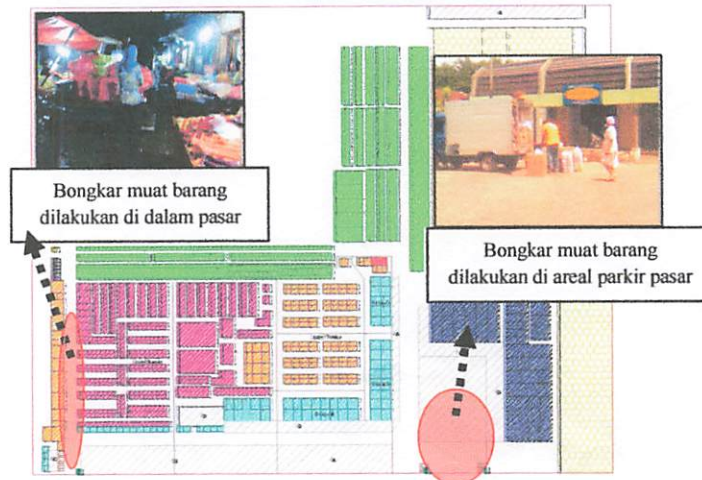 Bongkar muat barang
dilakukan di dalam pasar
Bongkar muat barang
dilakukan di areal parkir pasar